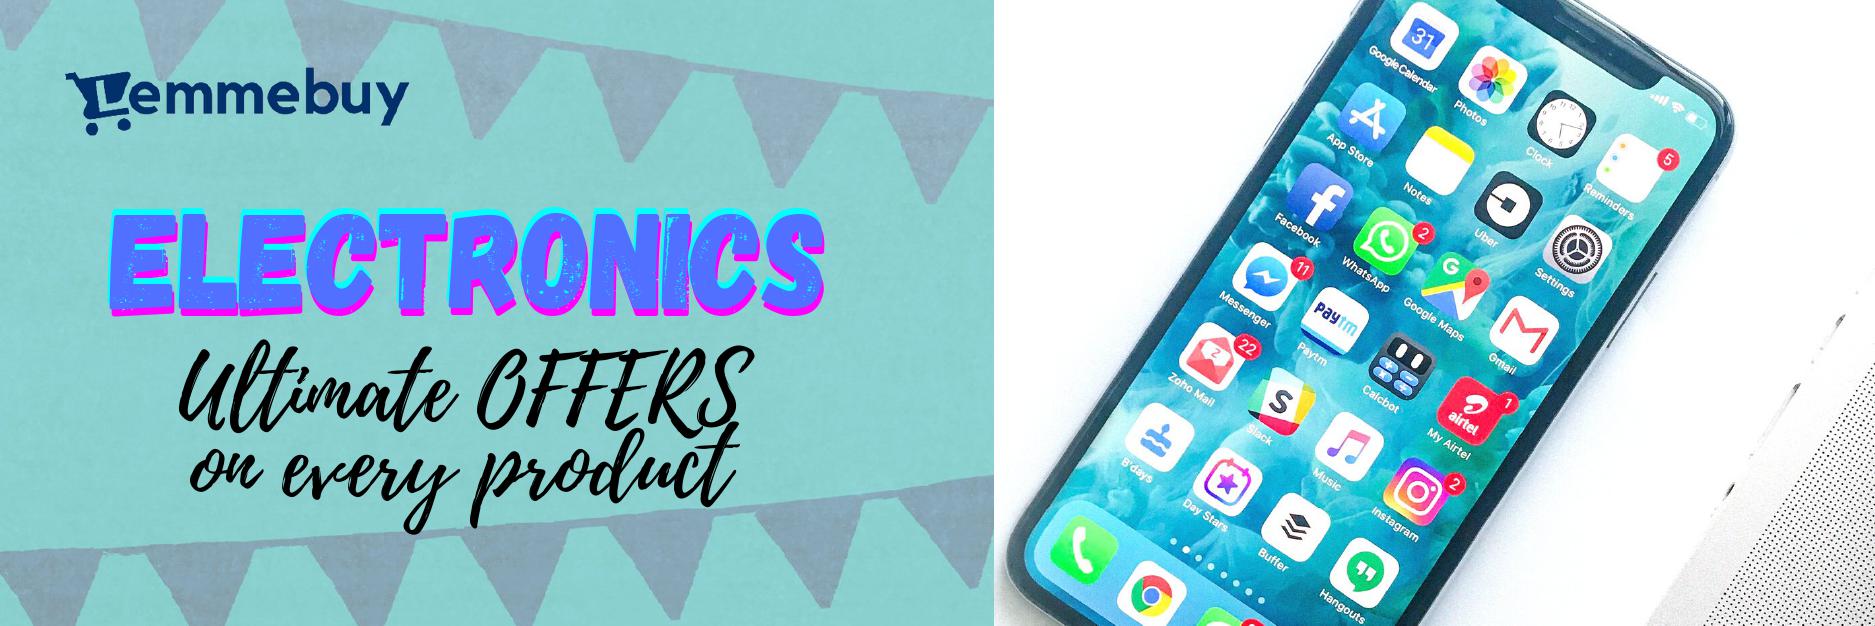 Lemmebuy
ELECTRONICS
Ultimate OFFERS
on every product
31
Google Calendar
Photos
Clock
5
Reminders
App Store
Notes
Uber
Settings
Facebook
2
WhatsApp
G
Google Maps
Gmail
11
Messenger
paytm
Paytm
Calcbot
1
airtel
My Airtel
22
Z
Zoho Mail
S
Slack
Music
2
Instagram
B'days
Day Stars
Buffer
Hangouts